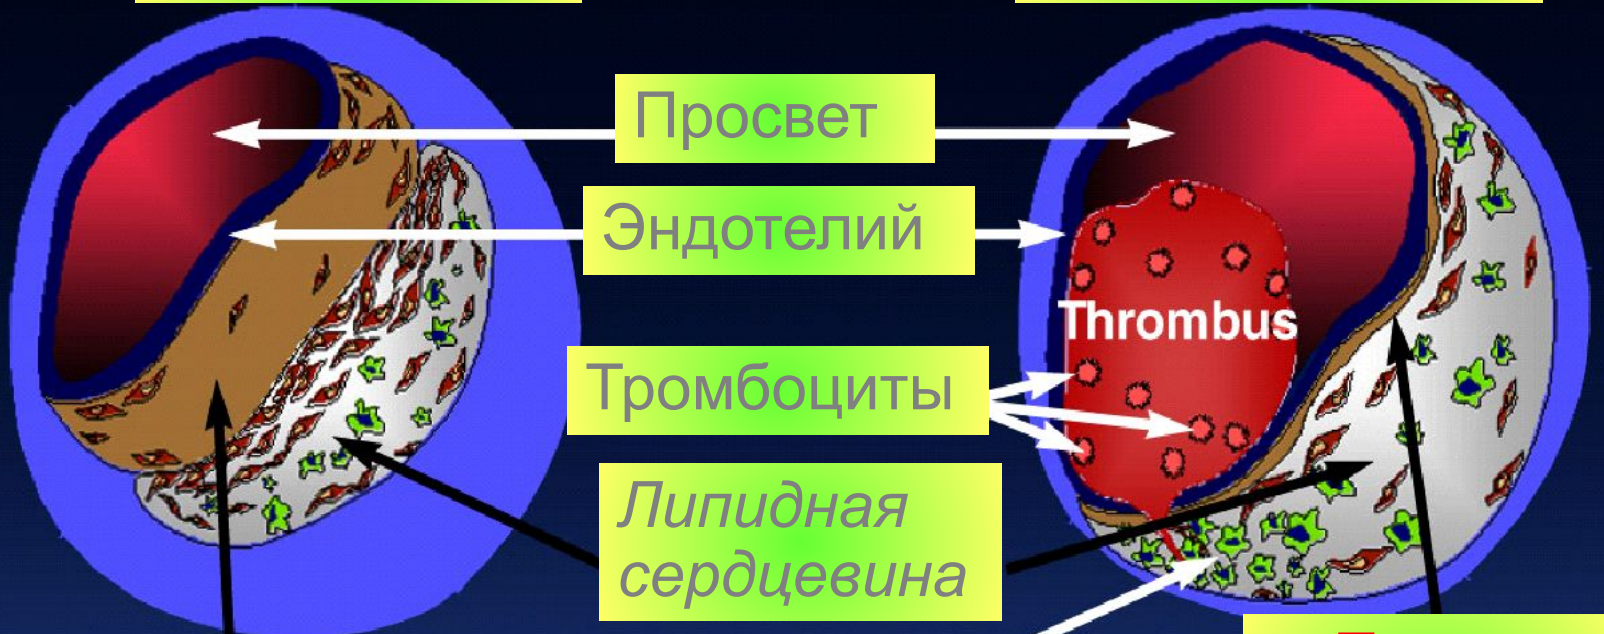 Просвет
Эндотелий
Thrombus
Тромбоциты
Липидная
сердцевина